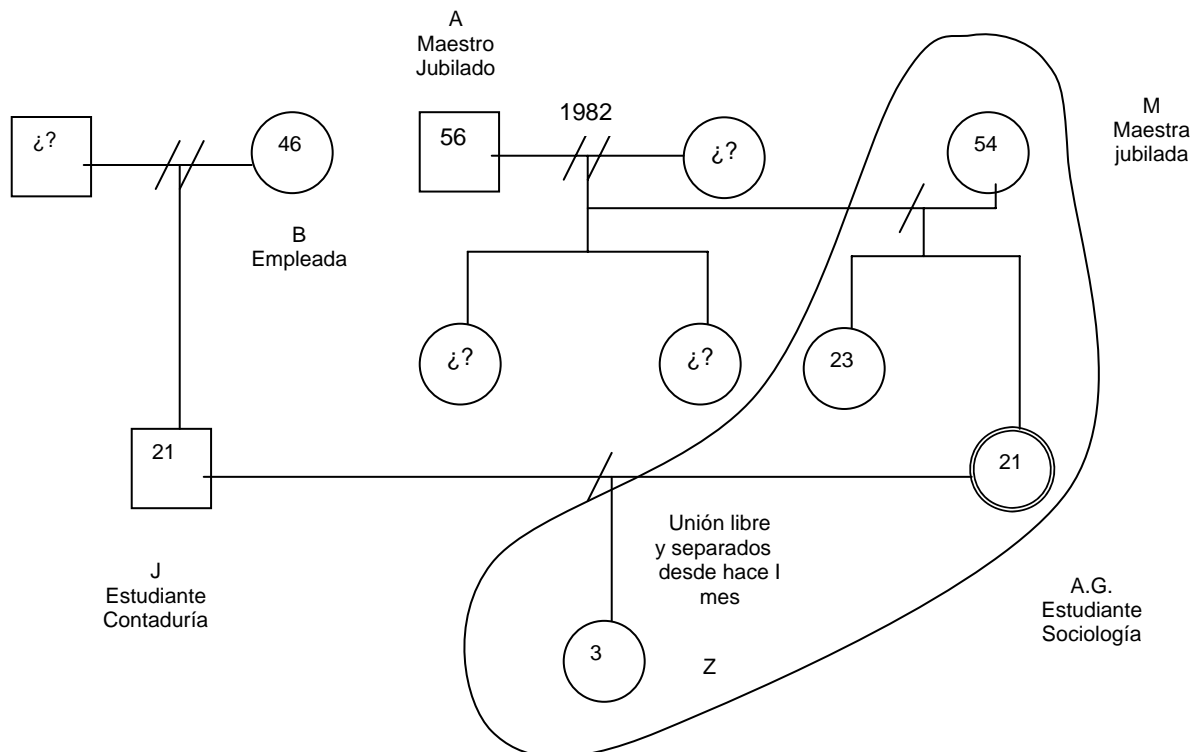 A
Maestro
Jubilado
1982
¿?
46
56
¿?
54
M
Maestra
jubilada
B
Empleada
¿?
¿?
23
21
21
Unión libre
y separados
desde hace I
mes
J
Estudiante
Contaduría
A.G.
Estudiante
Sociología
3
Z